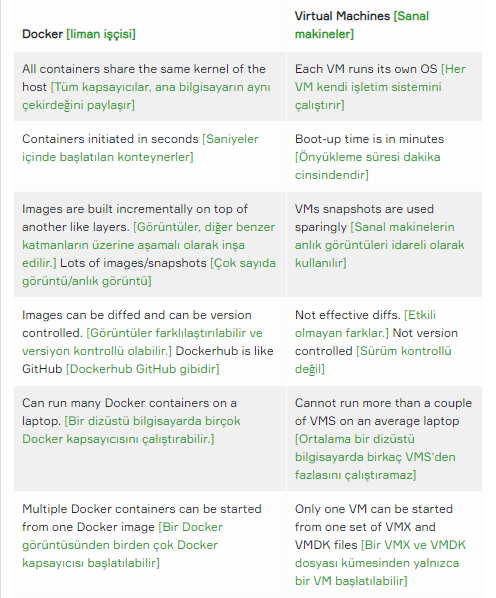 Docker [liman işçisi]
Virtual Machines [Sanal
makineler]
All containers share the same kernel of the
host [Tüm kapsayıcılar, ana bilgisayarın aynı
çekirdeğini paylaşır]
Each VM runs its own OS [Her
VM kendi işletim sistemini
çalıştırır]
Containers initiated in seconds [Saniyeler
içinde başlatılan konteynerler]
Boot-up time is in minutes
[Önyükleme süresi dakika
cinsindendir]
Images are built incrementally on top of
another like layers. [Görüntüler, diğer benzer
katmanların üzerine aşamalı olarak inşa
edilir.] Lots of images/snapshots [Çok sayıda
görüntü/anlık görüntü]
VMs snapshots are used
sparingly [Sanal makinelerin
anlık görüntüleri idareli olarak
kullanılır]
Images can be diffed and can be version
controlled. [Görüntüler farklılaştırılabilir ve
versiyon kontrollü olabilir.] Dockerhub is like
GitHub [Dockerhub GitHub gibidir]
Not effective diffs. [Etkili
olmayan farklar.] Not version
controlled [Sürüm kontrollü
değil]
Can run many Docker containers on a
laptop. [Bir dizüstü bilgisayarda birçok
Docker kapsayıcısını çalıştırabilir.]
Cannot run more than a couple
of VMS on an average laptop
[Ortalama bir dizüstü
bilgisayarda birkaç VMS'den
fazlasını çalıştıramaz]
Multiple Docker containers can be started
from one Docker image [Bir Docker
görüntüsünden birden çok Docker
kapsayıcısı başlatılabilir]
Only one VM can be started
from one set of VMX and
VMDK files [Bir VMX ve VMDK
dosyası kümesinden yalnızca
bir VM başlatılabilir]